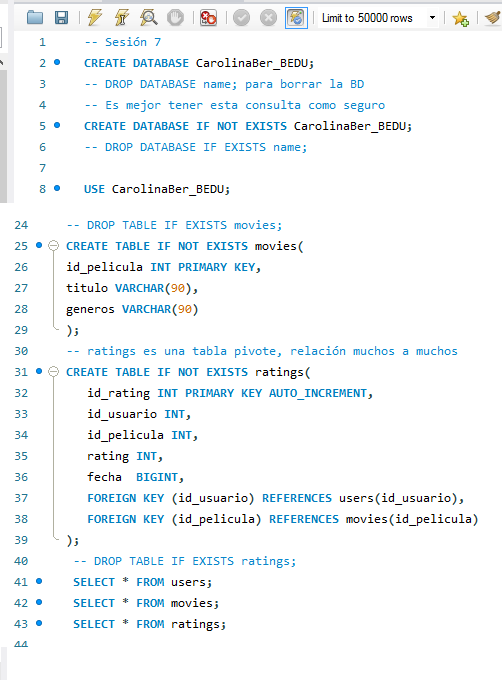 Limit to 50000 rows
1 -- Sesión 7
2 CREATE DATABASE CarolinaBer_BEDU;
3 -- DROP DATABASE name; para borrar la BD
4 -- Es mejor tener esta consulta como seguro
5 CREATE DATABASE IF NOT EXISTS CarolinaBer_BEDU;
6 -- DROP DATABASE IF EXISTS name;
7
8 USE CarolinaBer_BEDU;
24 -- DROP TABLE IF EXISTS movies;
25 CREATE TABLE IF NOT EXISTS movies(
26 id_pelicula INT PRIMARY KEY,
27 titulo VARCHAR(90),
28 generos VARCHAR(90)
29 );
30 -- ratings es una tabla pivote, relación muchos a muchos
31 CREATE TABLE IF NOT EXISTS ratings(
32 id_rating INT PRIMARY KEY AUTO_INCREMENT,
33 id_usuario INT,
34 id_pelicula INT,
35 rating INT,
36 fecha BIGINT,
37 FOREIGN KEY (id_usuario) REFERENCES users(id_usuario),
38 FOREIGN KEY (id_pelicula) REFERENCES movies(id_pelicula)
39 );
40 -- DROP TABLE IF EXISTS ratings;
41 SELECT * FROM users;
42 SELECT * FROM movies;
43 SELECT * FROM ratings;
44